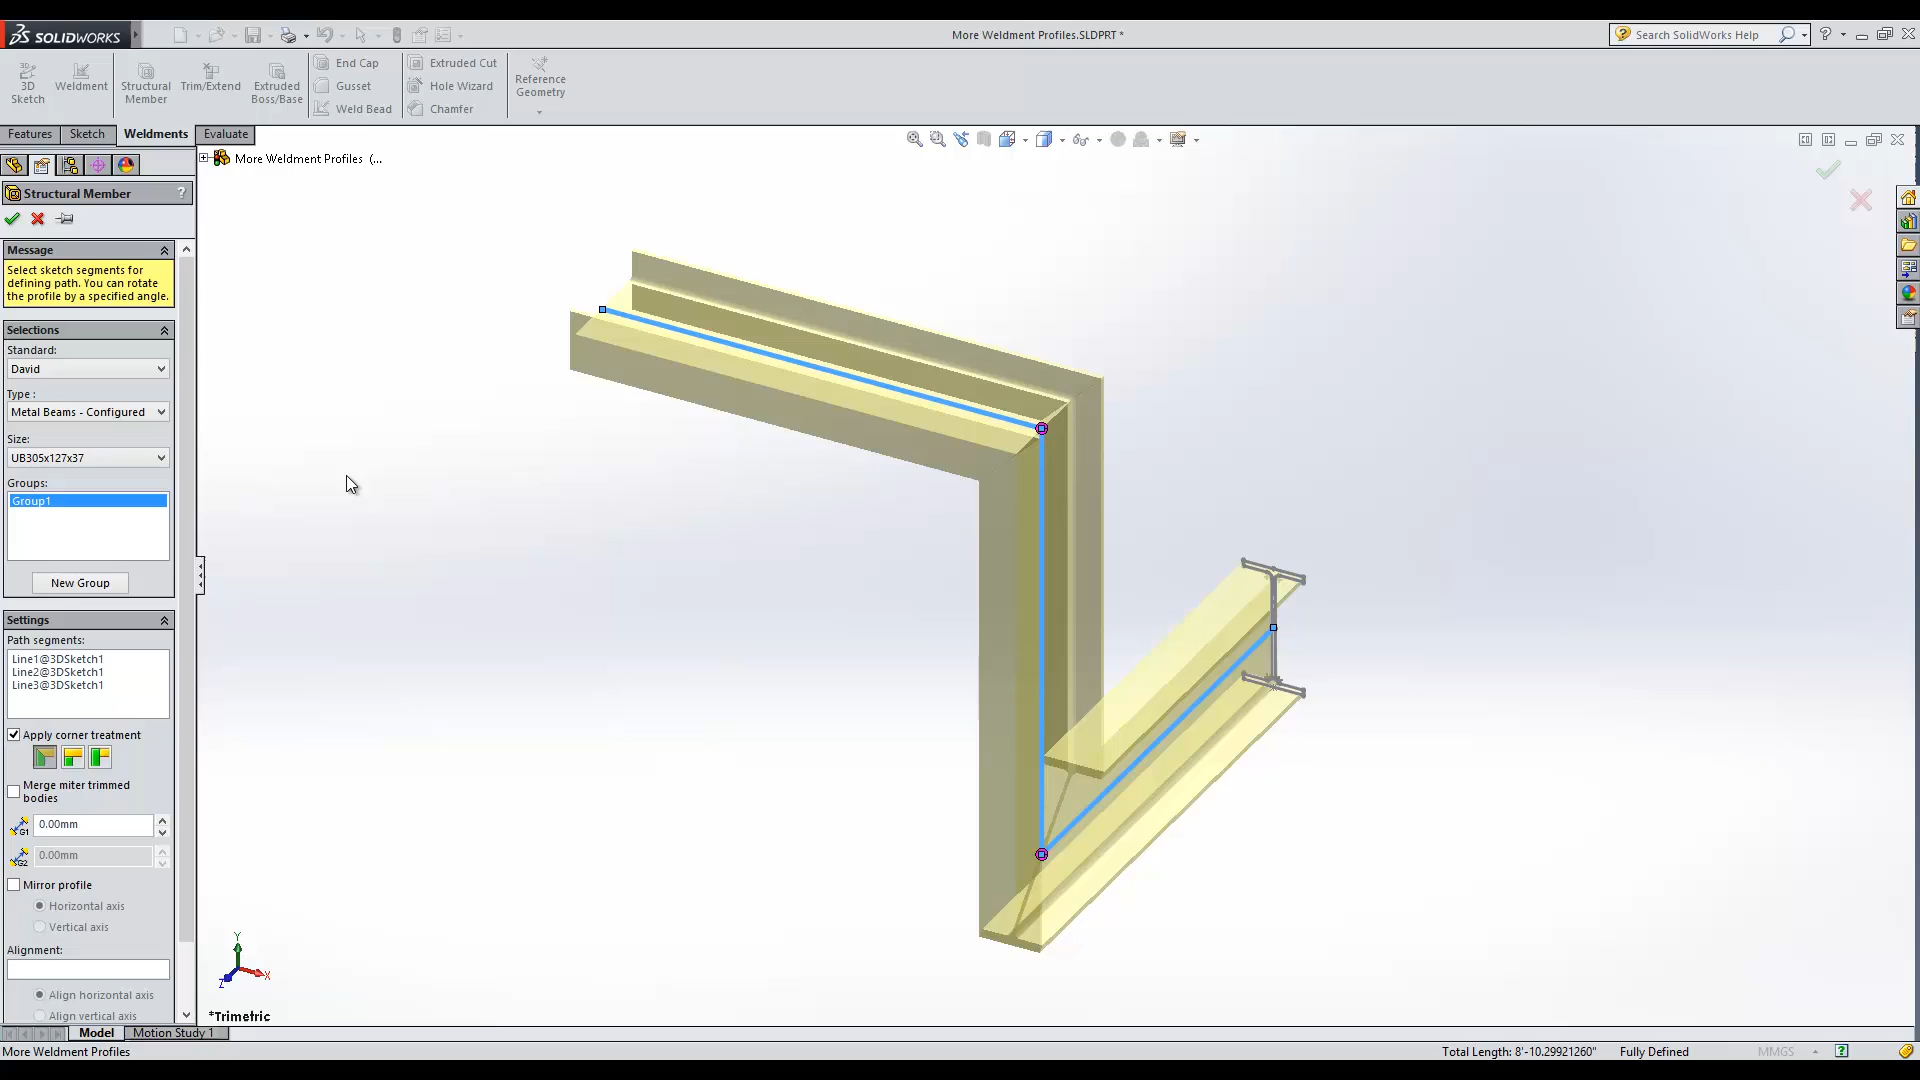 SOLIDWORKS
More Weldment Profiles.SLDPRT *
Search SolidWorks Help
3D Sketch
Weldment
Structural Member
Trim/Extend
Extruded Boss/Base
End Cap
Gusset
Weld Bead
Extruded Cut
Hole Wizard
Chamfer
Reference Geometry
Features
Sketch
Weldments
Evaluate
More Weldment Profiles (...
Structural Member
?
Message
Select sketch segments for
defining path. You can rotate
the profile by a specified angle.
Selections
Standard:
David
Type :
Metal Beams - Configured
Size:
UB305x127x37
Groups:
Group1
New Group
Settings
Path segments:
Line1@3DSketch1
Line2@3DSketch1
Line3@3DSketch1
Apply corner treatment
Merge miter trimmed
bodies
G1
0.00mm
G2
0.00mm
Mirror profile
Horizontal axis
Vertical axis
Alignment:
Align horizontal axis
Align vertical axis
Y
X
Z
*Trimetric
Model
Motion Study 1
More Weldment Profiles
Total Length: 8'-10.29921260"
Fully Defined
MMGS
?